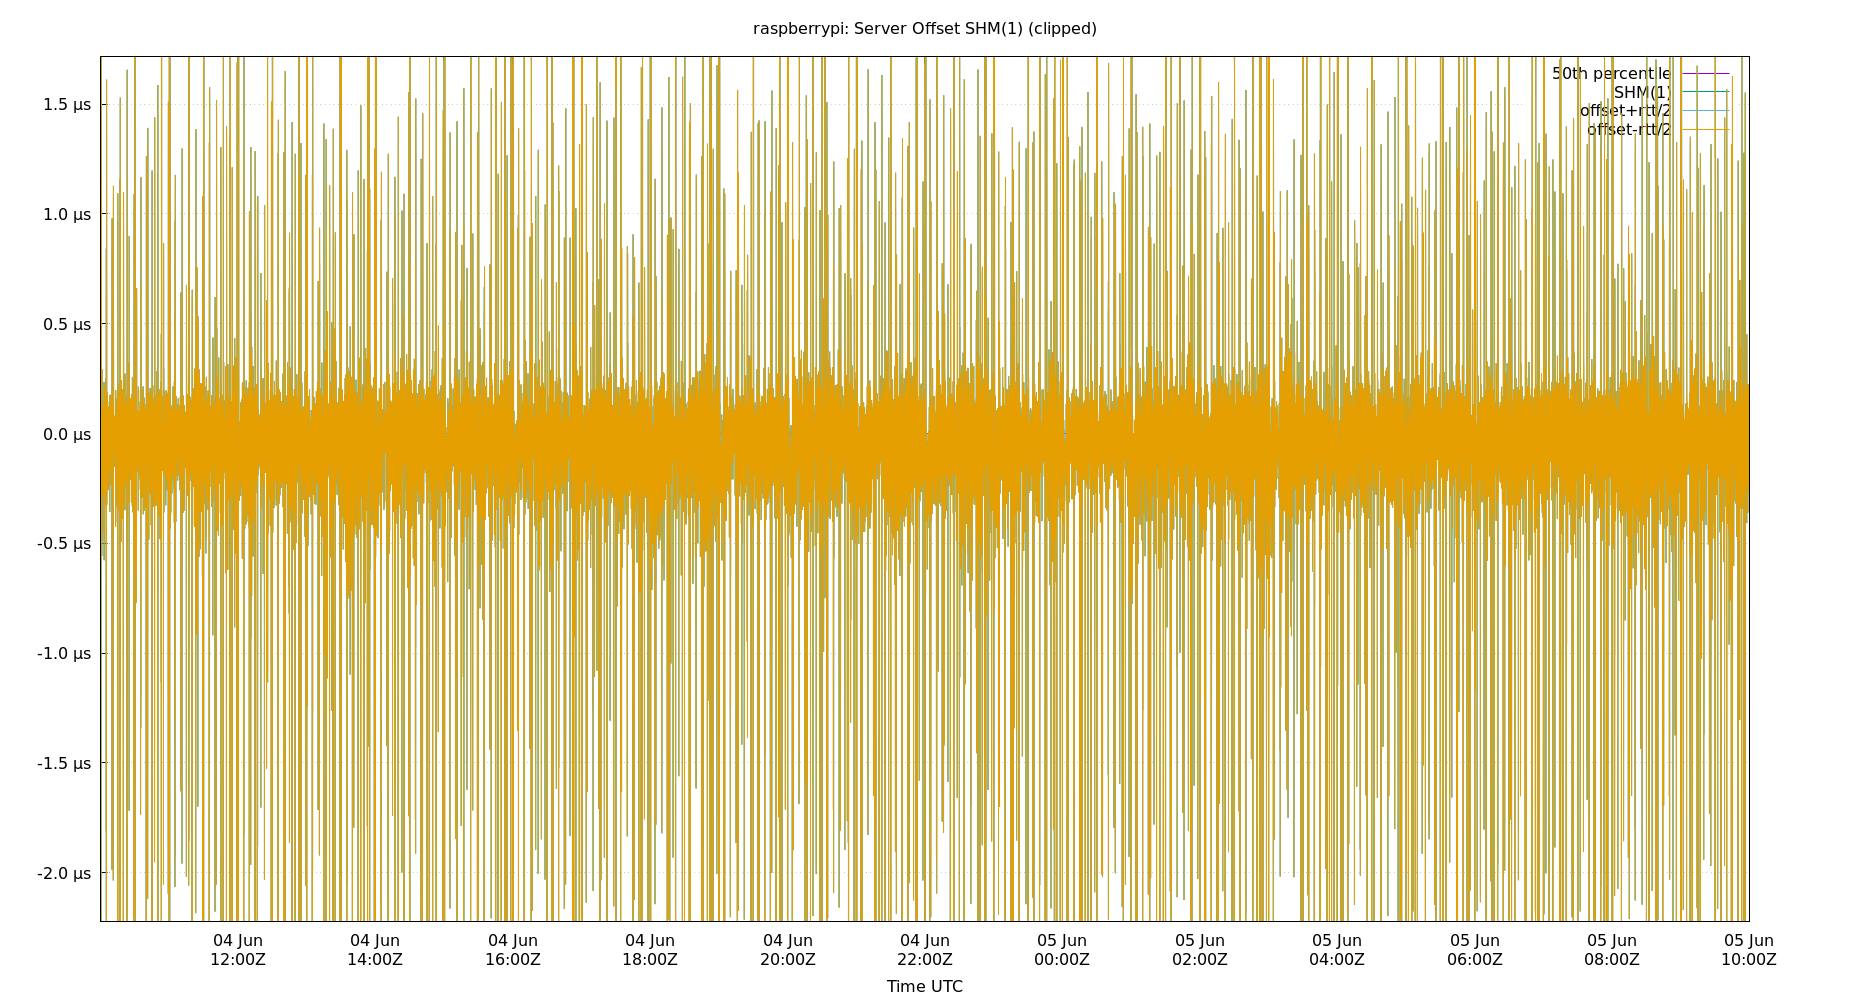 raspberrypi: Server Offset SHM(1) (clipped)
50th percentile
SHM(1)
offset+rtt/2
offset-rtt/2
1.5 µs
1.0 µs
0.5 µs
0.0 µs
-0.5 µs
-1.0 µs
-1.5 µs
-2.0 µs
04 Jun 04 Jun 04 Jun 04 Jun 04 Jun 04 Jun 05 Jun 05 Jun 05 Jun 05 Jun 05 Jun 05 Jun
12:00Z 14:00Z 16:00Z 18:00Z 20:00Z 22:00Z 00:00Z 02:00Z 04:00Z 06:00Z 08:00Z 10:00Z
Time UTC